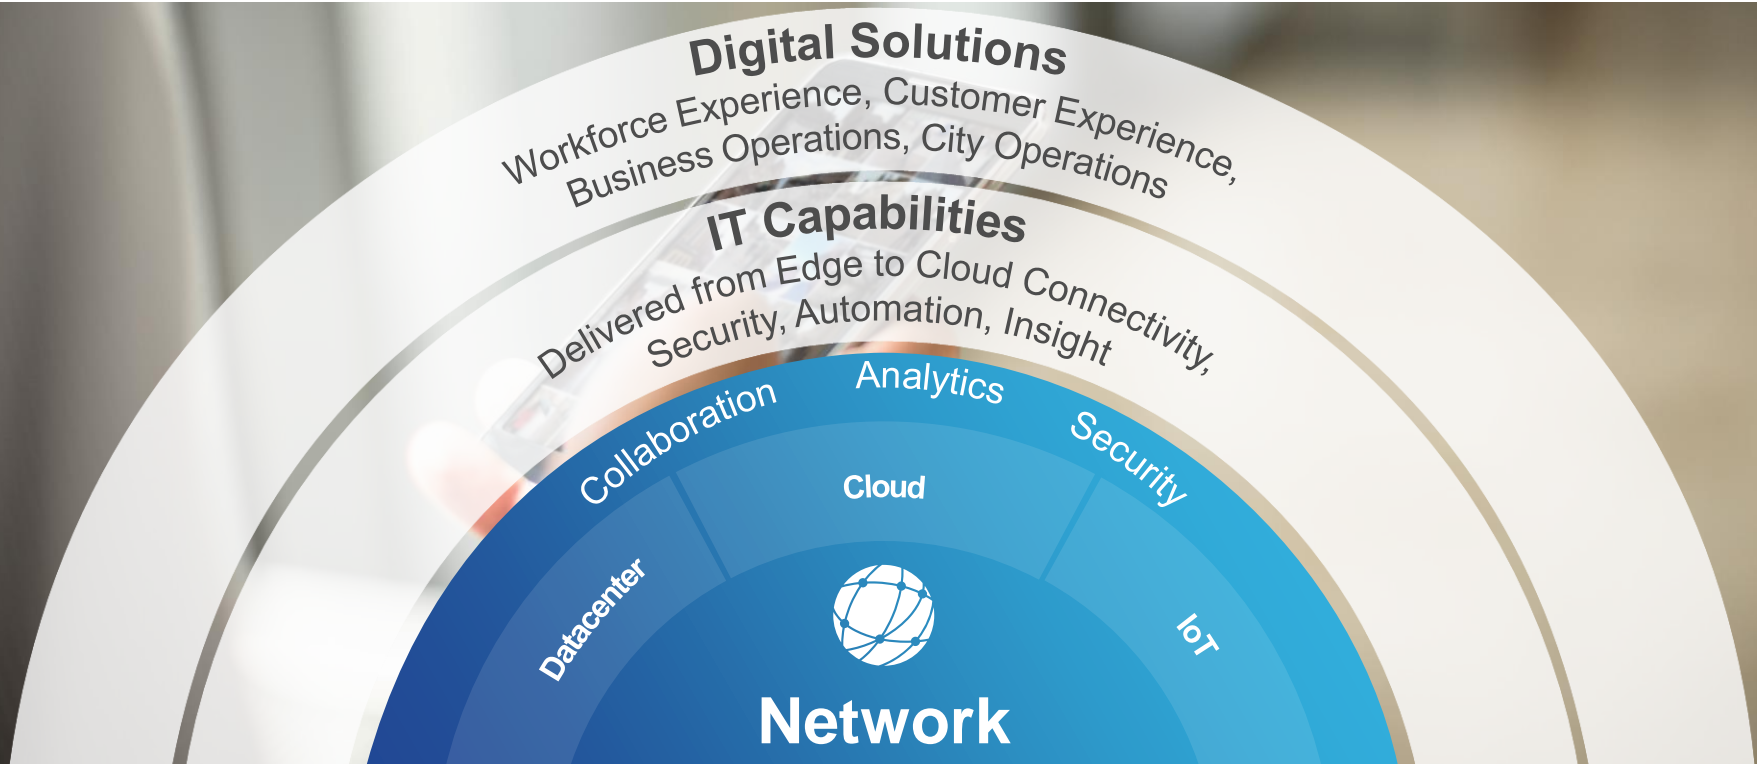 Digital Solutions
Workforce Experience, Customer Experience,
Business Operations, City Operations
IT Capabilities
Delivered from Edge to Cloud Connectivity,
Security, Automation, Insight
Collaboration
Analytics
Security
Datacenter
Cloud
IoT
Network